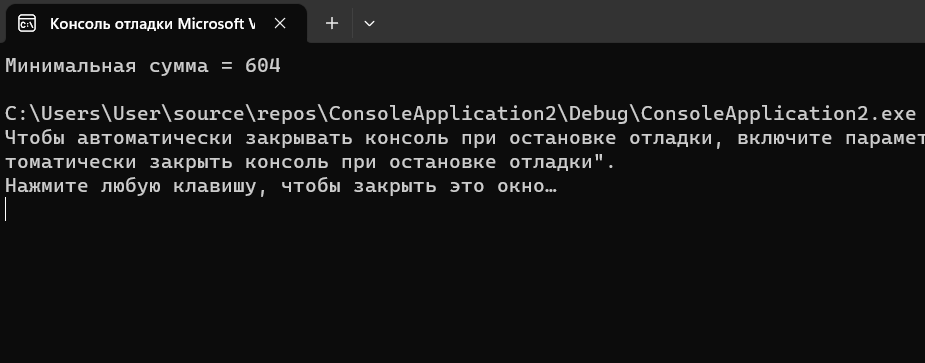 Консоль отладки Microsoft V
Минимальная сумма = 604
C:\Users\User\source\repos\ConsoleApplication2\Debug\ConsoleApplication2.exe
Чтобы автоматически закрывать консоль при остановке отладки, включите парамет
томатически закрыть консоль при остановке отладки".
Нажмите любую клавишу, чтобы закрыть это окно…